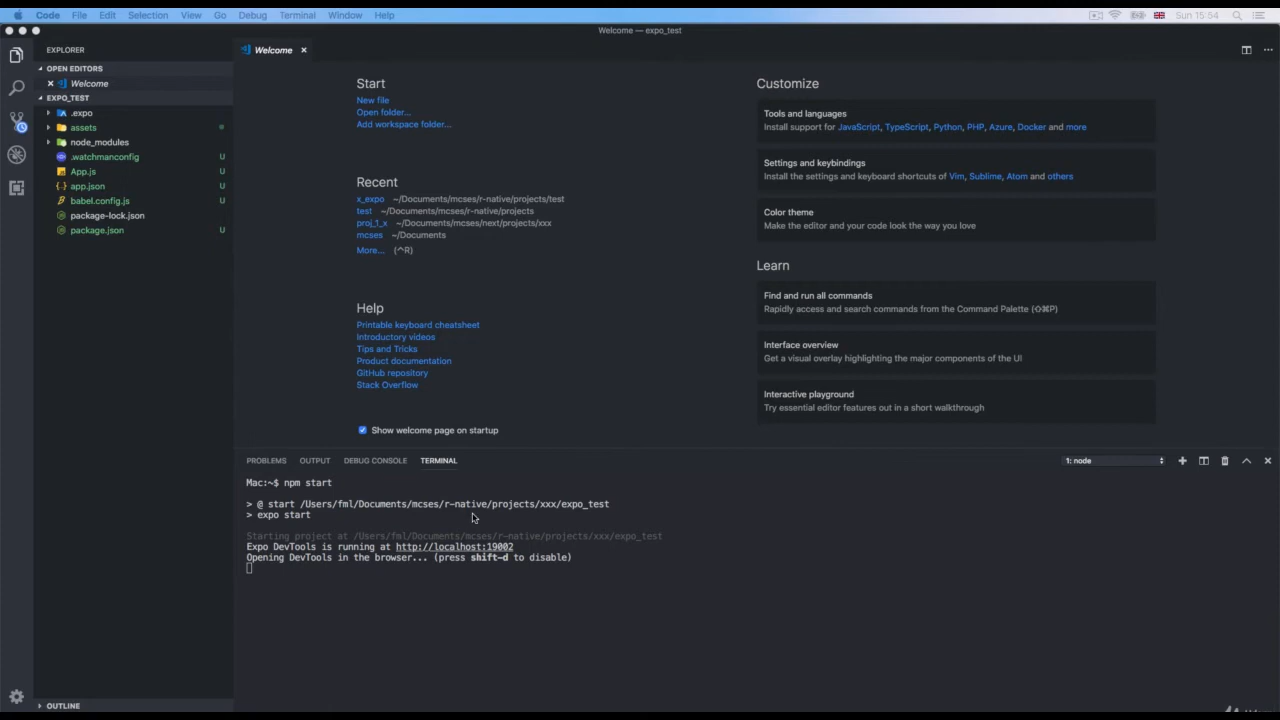 Code File Edit Selection View Go Debug Terminal Window Help Sun 15:54
Welcome — expo_test
EXPLORER
OPEN EDITORS
Welcome
EXPO_TEST
.expo
assets
node_modules
.watchmanconfig U
App.js U
app.json U
babel.config.js U
package-lock.json
package.json U
OUTLINE
Welcome
Start
New file
Open folder...
Add workspace folder...
Recent
x_expo ~/Documents/mcses/r-native/projects/test
test ~/Documents/mcses/r-native/projects
proj_1_x ~/Documents/mcses/next/projects/xxx
mcses ~/Documents
More... (^R)
Help
Printable keyboard cheatsheet
Introductory videos
Tips and Tricks
Product documentation
GitHub repository
Stack Overflow
Show welcome page on startup
Customize
Tools and languages
Install support for JavaScript, TypeScript, Python, PHP, Azure, Docker and more
Settings and keybindings
Install the settings and keyboard shortcuts of Vim, Sublime, Atom and others
Color theme
Make the editor and your code look the way you love
Learn
Find and run all commands
Rapidly access and search commands from the Command Palette (⇧⌘P)
Interface overview
Get a visual overlay highlighting the major components of the UI
Interactive playground
Try essential editor features out in a short walkthrough
PROBLEMS OUTPUT DEBUG CONSOLE TERMINAL 1: node
Mac:~$ npm start
> @ start /Users/fml/Documents/mcses/r-native/projects/xxx/expo_test
> expo start
Starting project at /Users/fml/Documents/mcses/r-native/projects/xxx/expo_test
Expo DevTools is running at http://localhost:19002
Opening DevTools in the browser... (press shift-d to disable)